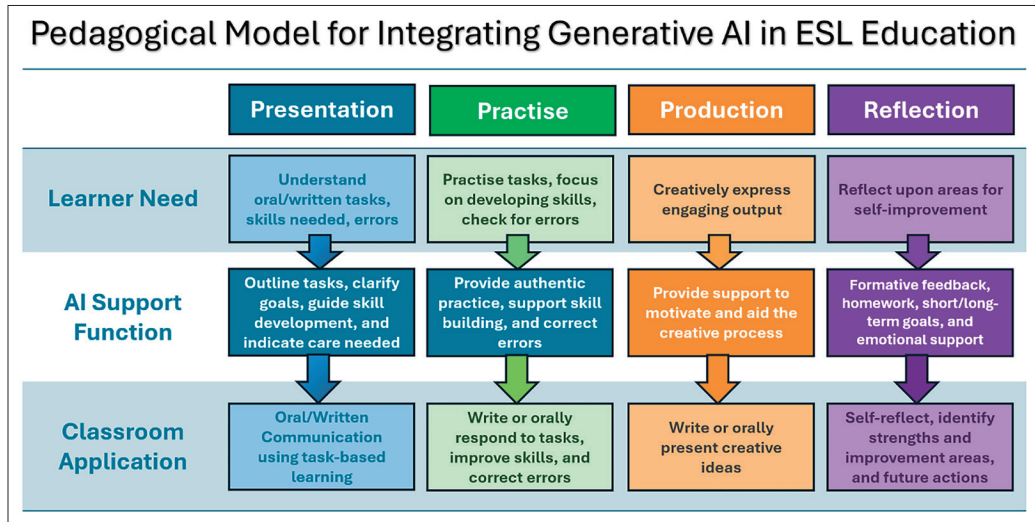 Pedagogical Model for Integrating Generative AI in ESL Education
Presentation
Practise
Production
Reflection
Learner Need
Understand
oral/written tasks,
skills needed, errors
Practise tasks, focus
on developing skills,
check for errors
Creatively express
engaging output
Reflect upon areas for
self-improvement
AI Support
Function
Outline tasks, clarify
goals, guide skill
development, and
indicate care needed
Provide authentic
practice, support skill
building, and correct
errors
Provide support to
motivate and aid the
creative process
Formative feedback,
homework, short/long-
term goals, and
emotional support
Classroom
Application
Oral/Written
Communication
using task-based
learning
Write or orally
respond to tasks,
improve skills, and
correct errors
Write or orally
present creative
ideas
Self-reflect, identify
strengths and
improvement areas,
and future actions